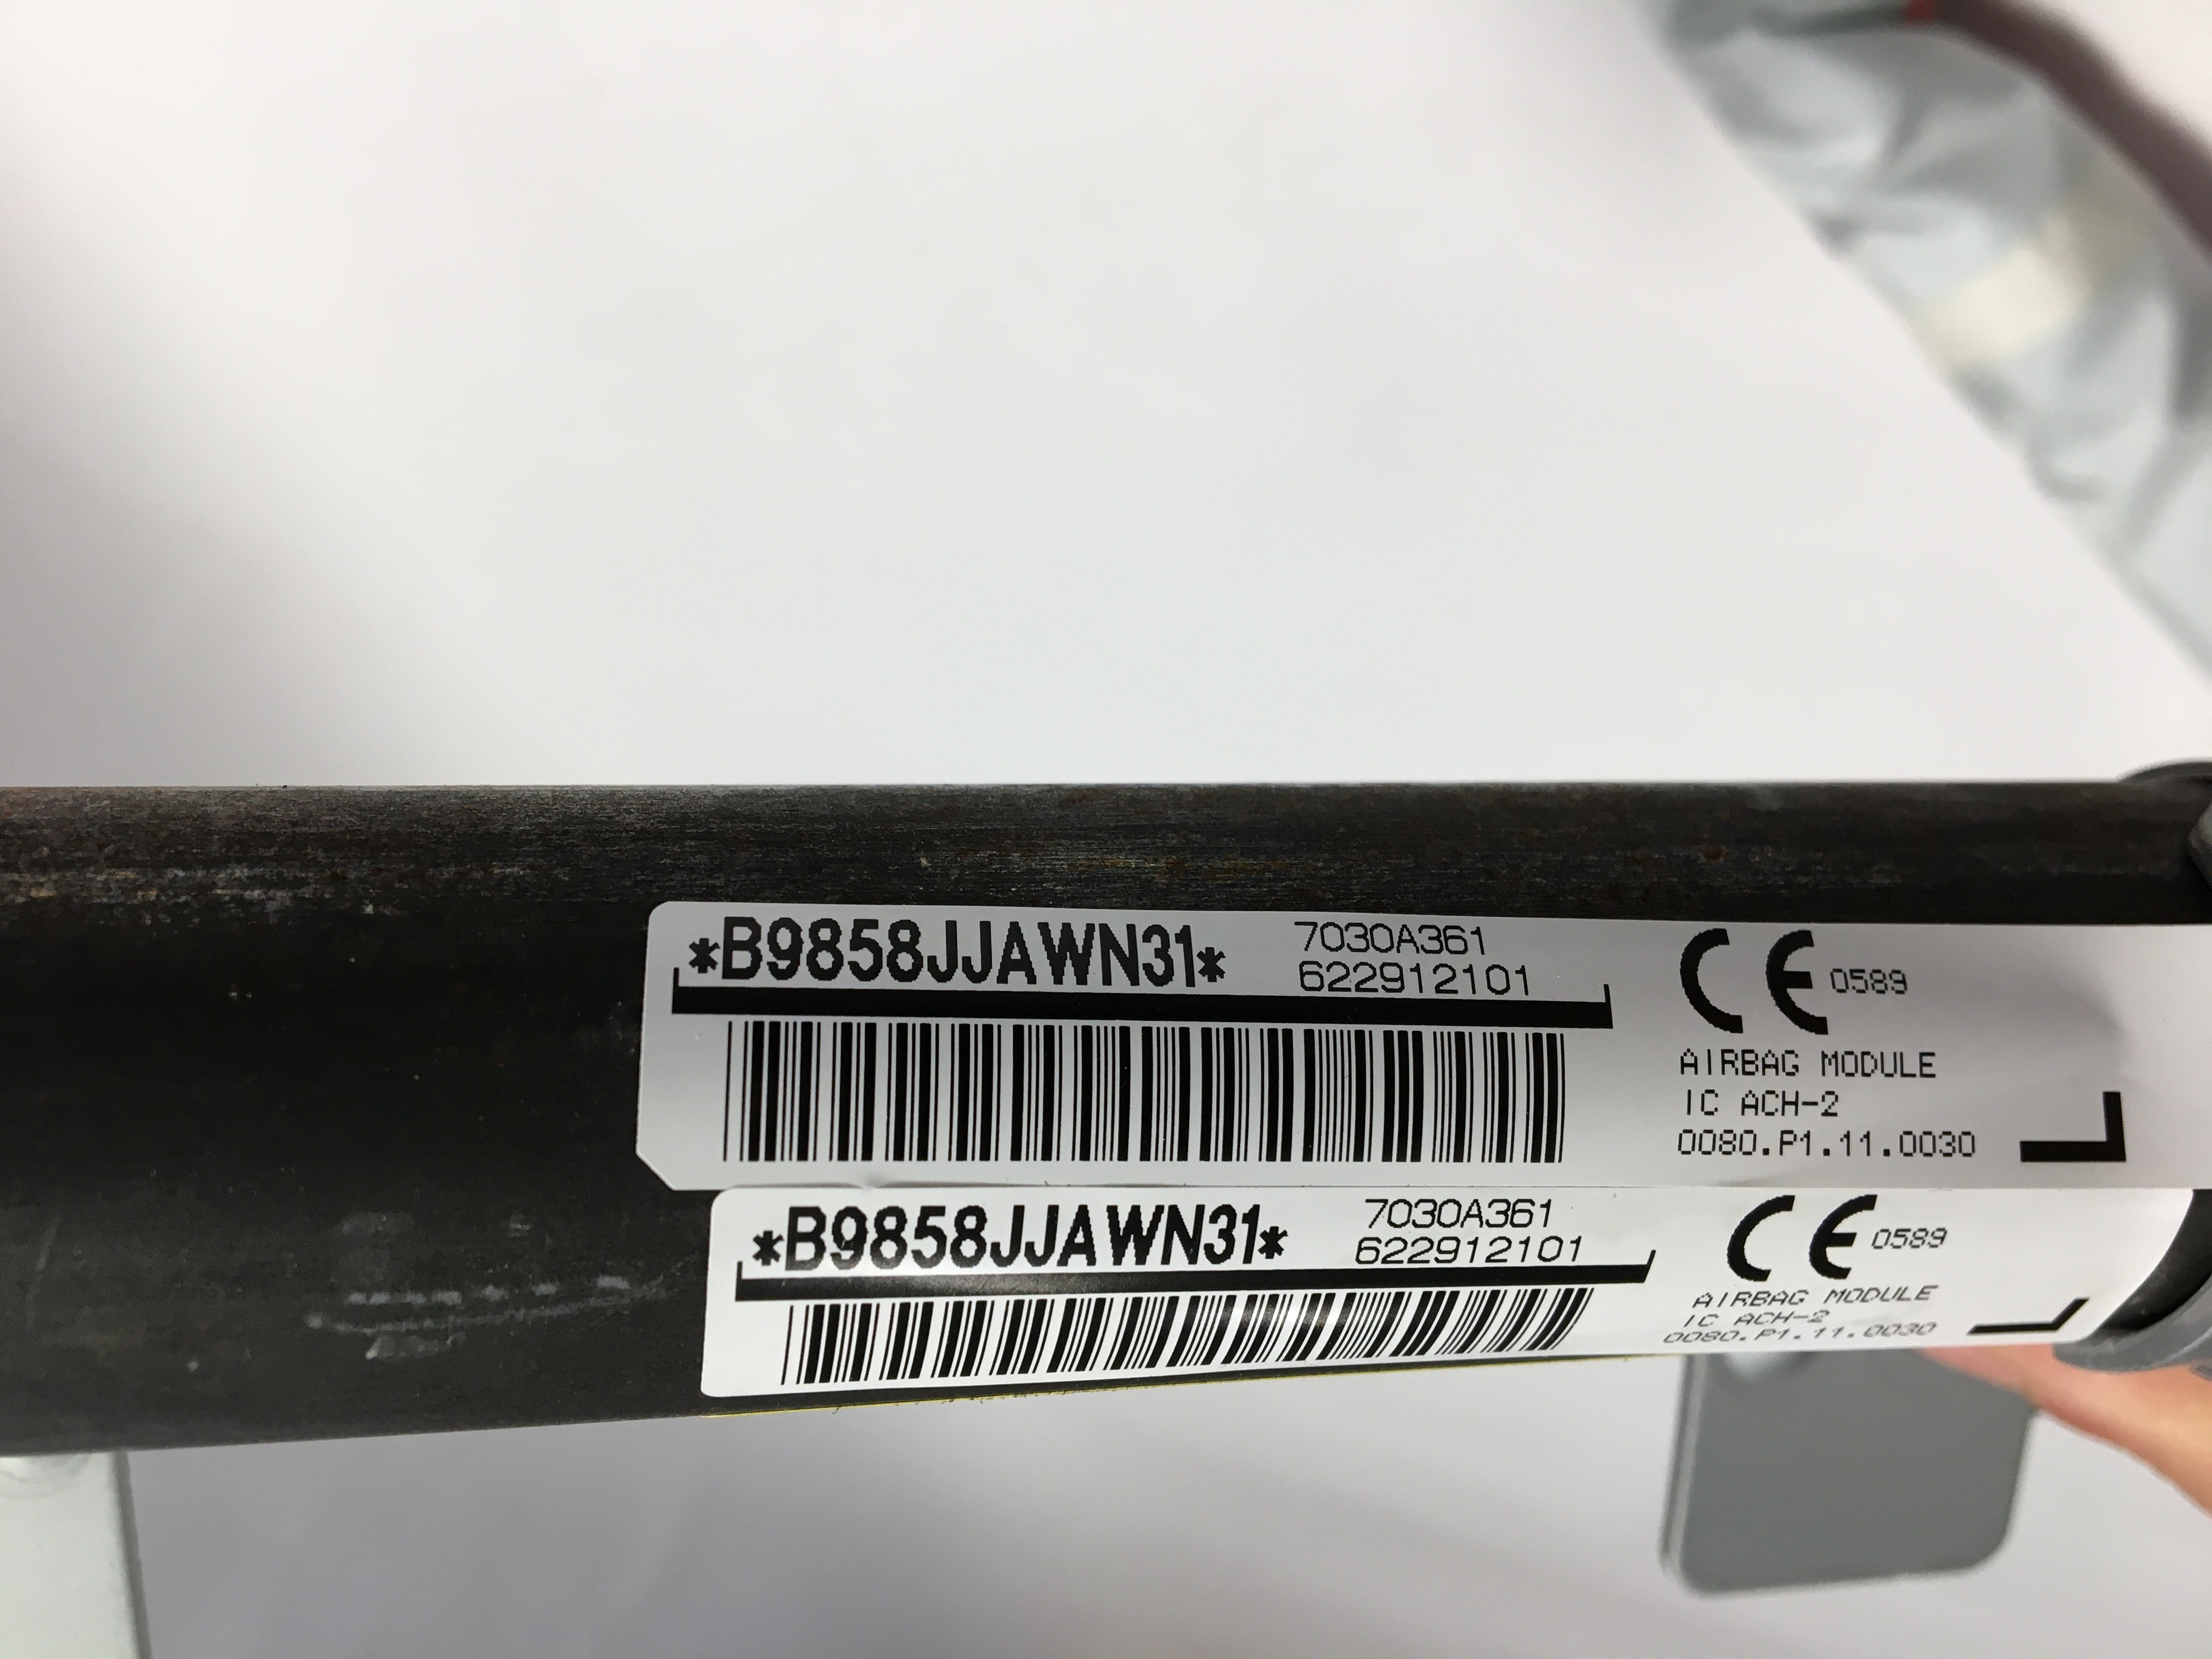 *B9858JJAWN31*
7030A361
622912101
CE 0589
AIRBAG MODULE
IC ACH-2
0080.P1.11.0030
*B9858JJAWN31*
7030A361
622912101
CE 0589
AIRBAG MODULE
IC ACH-2
0080.P1.11.0030